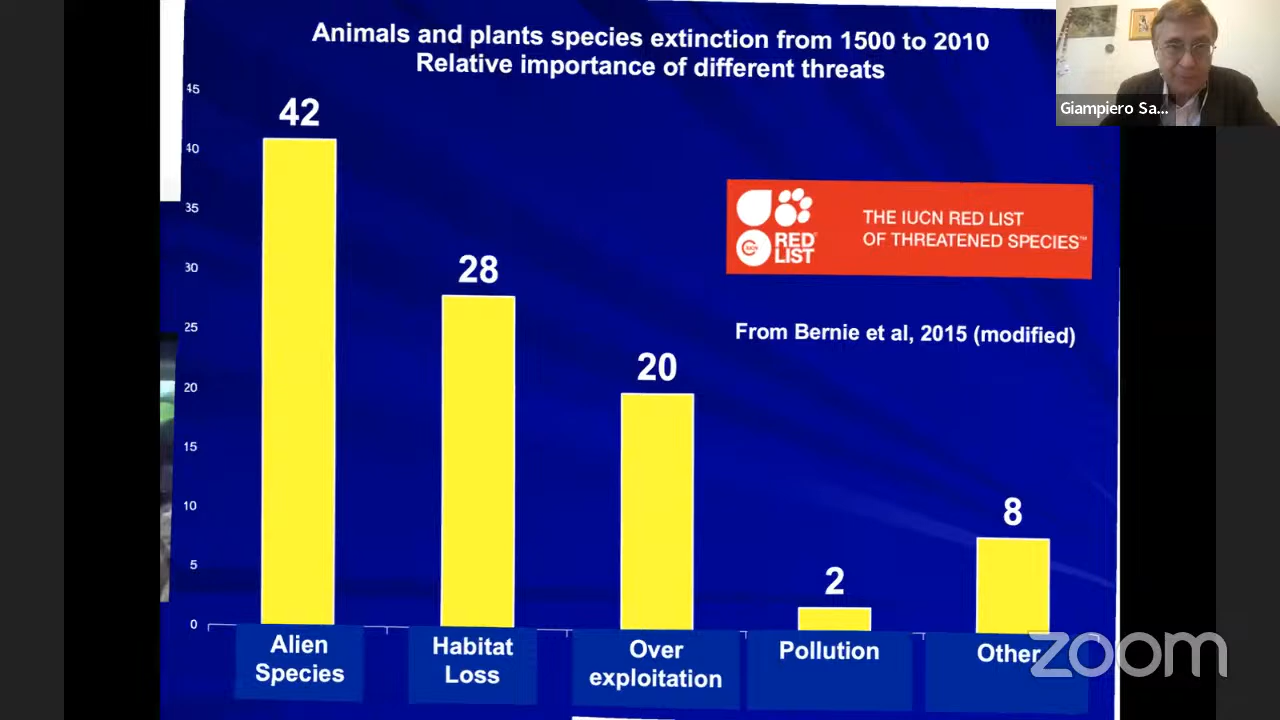 Animals and plants species extinction from 1500 to 2010
Relative importance of different threats
Giampiero Sa...
45
40
35
30
25
20
15
10
5
0
42
28
20
2
8
RED
LIST
THE IUCN RED LIST
OF THREATENED SPECIES™
From Bernie et al, 2015 (modified)
Alien
Species
Habitat
Loss
Over
exploitation
Pollution
Other
zoom